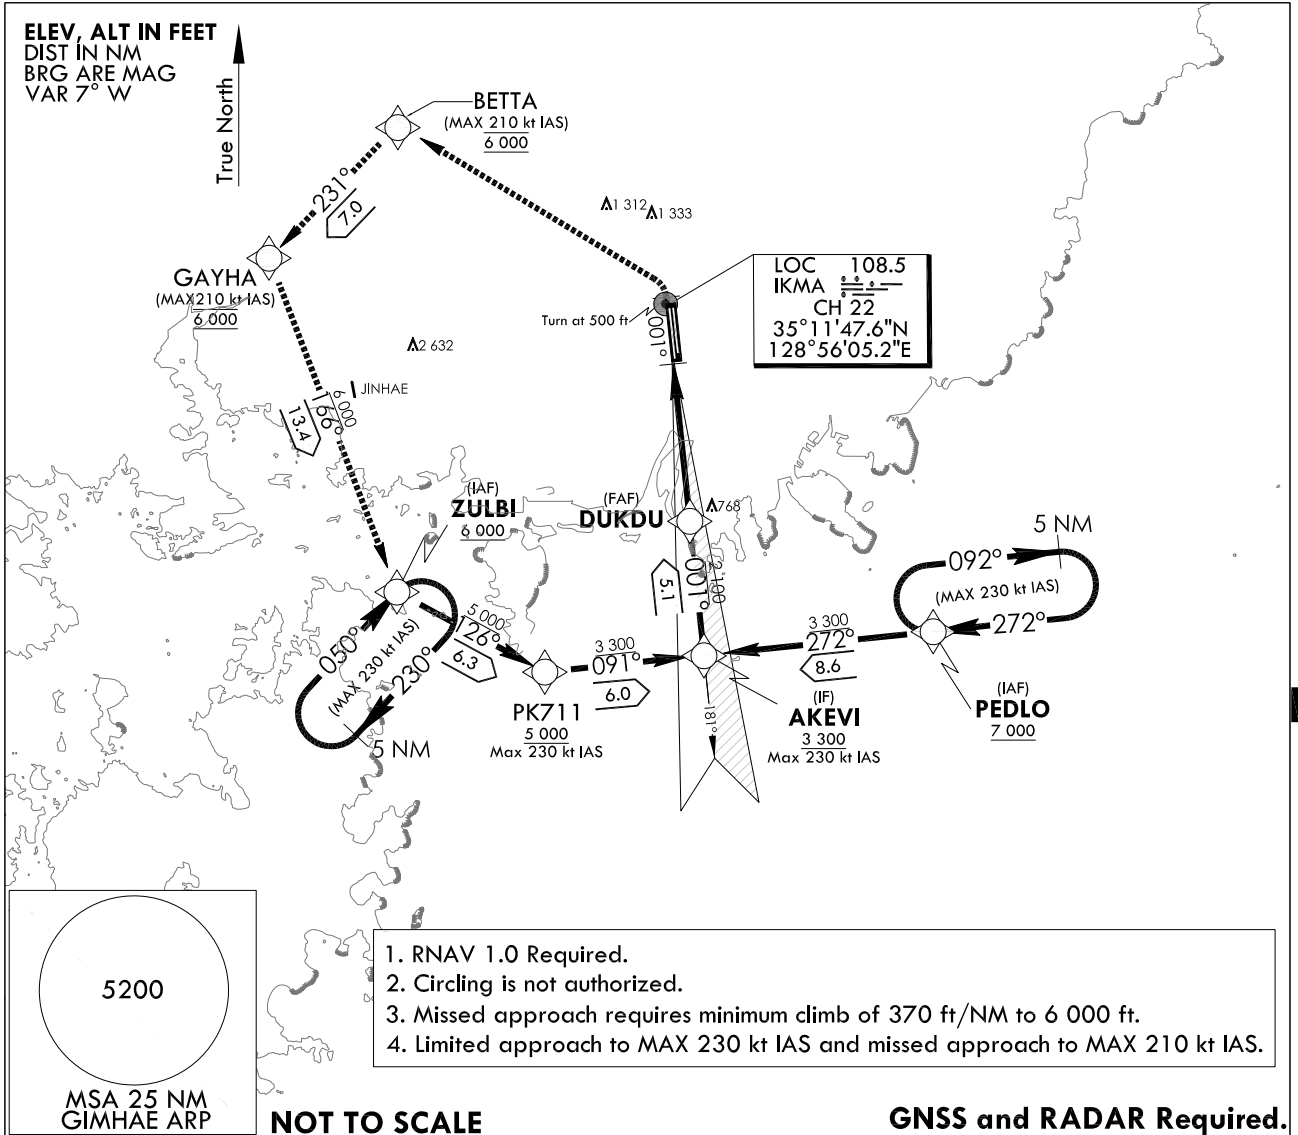 ELEV, ALT IN FEET
DIST IN NM
BRG ARE MAG
VAR 7° W
True North
BETTA
(MAX 210 kt IAS)
6 000
231°
7.0
1 312
1 333
GAYHA
(MAX210 kt IAS)
6 000
LOC 108.5
IKMA
CH 22
35°11'47.6"N
128°56'05.2"E
Turn at 500 ft
001°
2 632
JINHAE
6 000
166°
13.4
(IAF)
ZULBI
6 000
(FAF)
DUKDU
768
5 NM
092°
(MAX 230 kt IAS)
272°
2 100
001°
5.1
050°
(MAX 230 kt IAS)
230°
5 NM
5 000
126°
6.3
3 300
091°
6.0
3 300
272°
8.6
PK711
5 000
Max 230 kt IAS
(IF)
AKEVI
3 300
Max 230 kt IAS
(IAF)
PEDLO
7 000
181°
5200
MSA 25 NM
GIMHAE ARP
1. RNAV 1.0 Required.
2. Circling is not authorized.
3. Missed approach requires minimum climb of 370 ft/NM to 6 000 ft.
4. Limited approach to MAX 230 kt IAS and missed approach to MAX 210 kt IAS.
NOT TO SCALE
GNSS and RADAR Required.